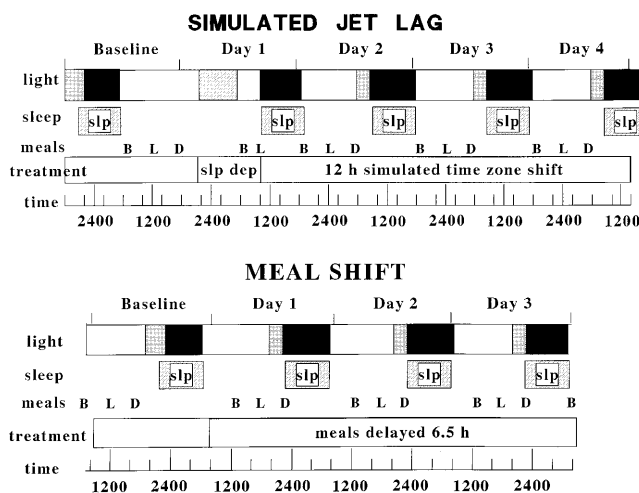 SIMULATED JET LAG
Baseline Day 1 Day 2 Day 3 Day 4
light
sleep slp slp slp slp slp
meals B L D B L B L D B L D B L D
treatment slp dep 12 h simulated time zone shift
time
2400 1200 2400 1200 2400 1200 2400 1200 2400 1200
MEAL SHIFT
Baseline Day 1 Day 2 Day 3
light
sleep slp slp slp slp
meals B L D B L D B L D B L D B
treatment meals delayed 6.5 h
time
1200 2400 1200 2400 1200 2400 1200 2400